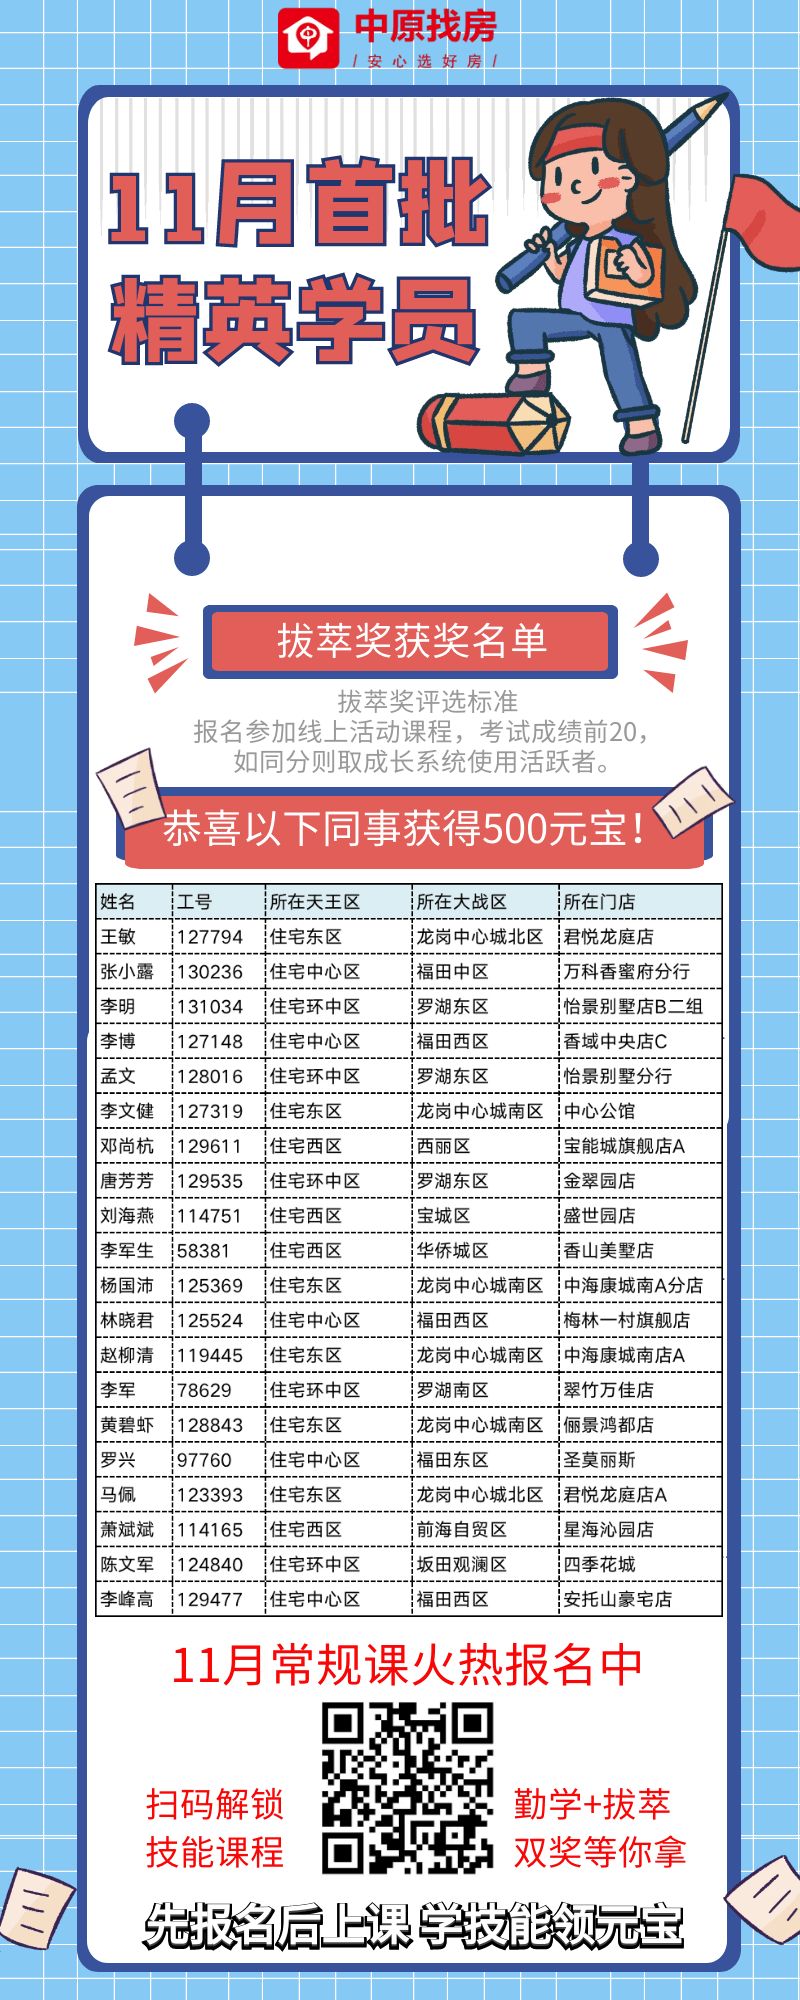 中原找房
/安心选好房/
11月首批
精英学员
拔萃奖获奖名单
拔萃奖评选标准
报名参加线上活动课程，考试成绩前20，
如同分则取成长系统使用活跃者。
恭喜以下同事获得500元宝！
姓名 工号 所在天王区 所在大战区 所在门店
王敏 127794 住宅东区 龙岗中心城北区 君悦龙庭店
张小露 130236 住宅中心区 福田中区 万科香蜜府分行
李明 131034 住宅环中区 罗湖东区 怡景别墅店B二组
李博 127148 住宅中心区 福田西区 香域中央店C
孟文 128016 住宅环中区 罗湖东区 怡景别墅分行
李文健 127319 住宅东区 龙岗中心城南区 中心公馆
邓尚杭 129611 住宅西区 西丽区 宝能城旗舰店A
唐芳芳 129535 住宅环中区 罗湖东区 金翠园店
刘海燕 114751 住宅西区 宝城区 盛世园店
李军生 58381 住宅西区 华侨城区 香山美墅店
杨国沛 125369 住宅东区 龙岗中心城南区 中海康城南A分店
林晓君 125524 住宅中心区 福田西区 梅林一村旗舰店
赵柳清 119445 住宅东区 龙岗中心城南区 中海康城南店A
李军 78629 住宅环中区 罗湖南区 翠竹万佳店
黄碧虾 128843 住宅东区 龙岗中心城南区 俪景鸿都店
罗兴 97760 住宅中心区 福田东区 圣莫丽斯
马佩 123393 住宅东区 龙岗中心城北区 君悦龙庭店A
萧斌斌 114165 住宅西区 前海自贸区 星海沁园店
陈文军 124840 住宅环中区 坂田观澜区 四季花城
李峰高 129477 住宅中心区 福田西区 安托山豪宅店
11月常规课火热报名中
扫码解锁
技能课程
勤学+拔萃
双奖等你拿
先报名后上课 学技能领元宝